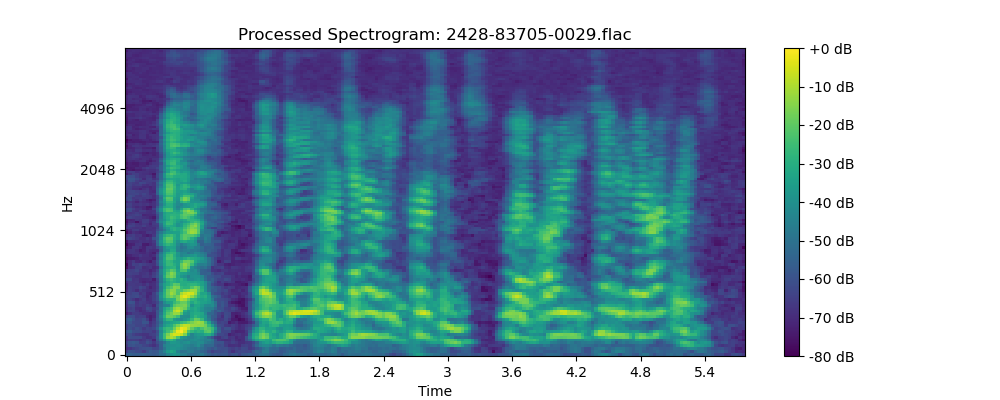 Processed Spectrogram: 2428-83705-0029.flac
Hz
4096
2048
1024
512
0
0 0.6 1.2 1.8 2.4 3 3.6 4.2 4.8 5.4
Time
+0 dB
-10 dB
-20 dB
-30 dB
-40 dB
-50 dB
-60 dB
-70 dB
-80 dB